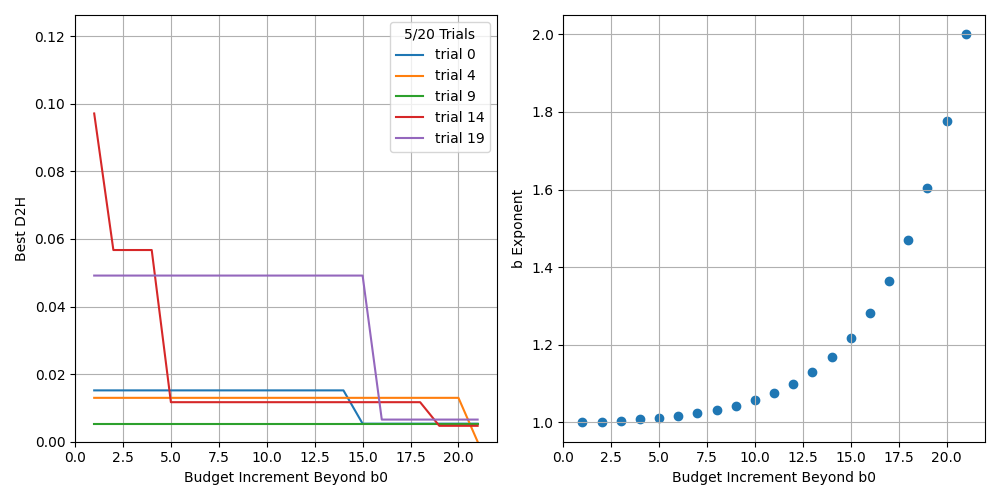 0.12
0.10
0.08
0.06
0.04
0.02
0.00
Best D2H
0.0 2.5 5.0 7.5 10.0 12.5 15.0 17.5 20.0
Budget Increment Beyond b0
5/20 Trials
trial 0
trial 4
trial 9
trial 14
trial 19
2.0
1.8
1.6
1.4
1.2
1.0
b Exponent
0.0 2.5 5.0 7.5 10.0 12.5 15.0 17.5 20.0
Budget Increment Beyond b0